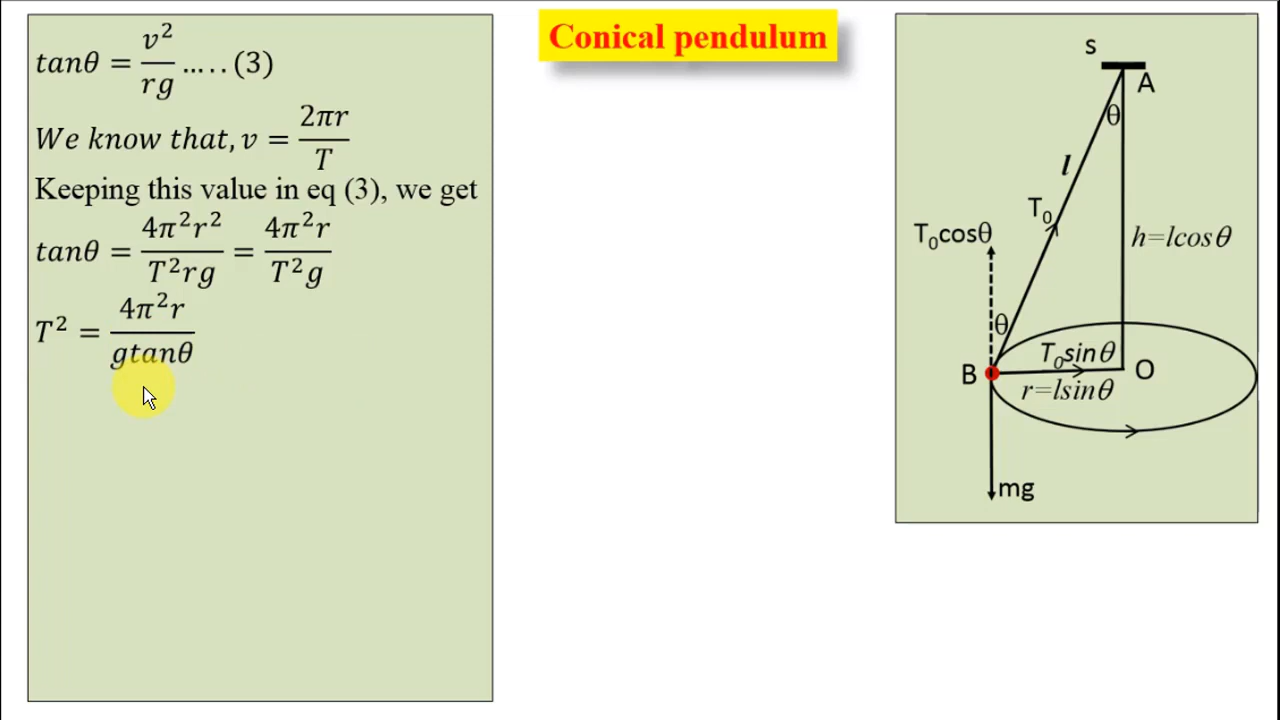 Conical pendulum
tanθ = v²/rg ..... (3)
We know that, v = 2πr/T
Keeping this value in eq (3), we get
tanθ = 4π²r²/T²rg = 4π²r/T²g
T² = 4π²r/gtanθ
s
A
θ
l
T₀
T₀cosθ
h=lcosθ
θ
T₀sinθ
B
O
r=lsinθ
mg